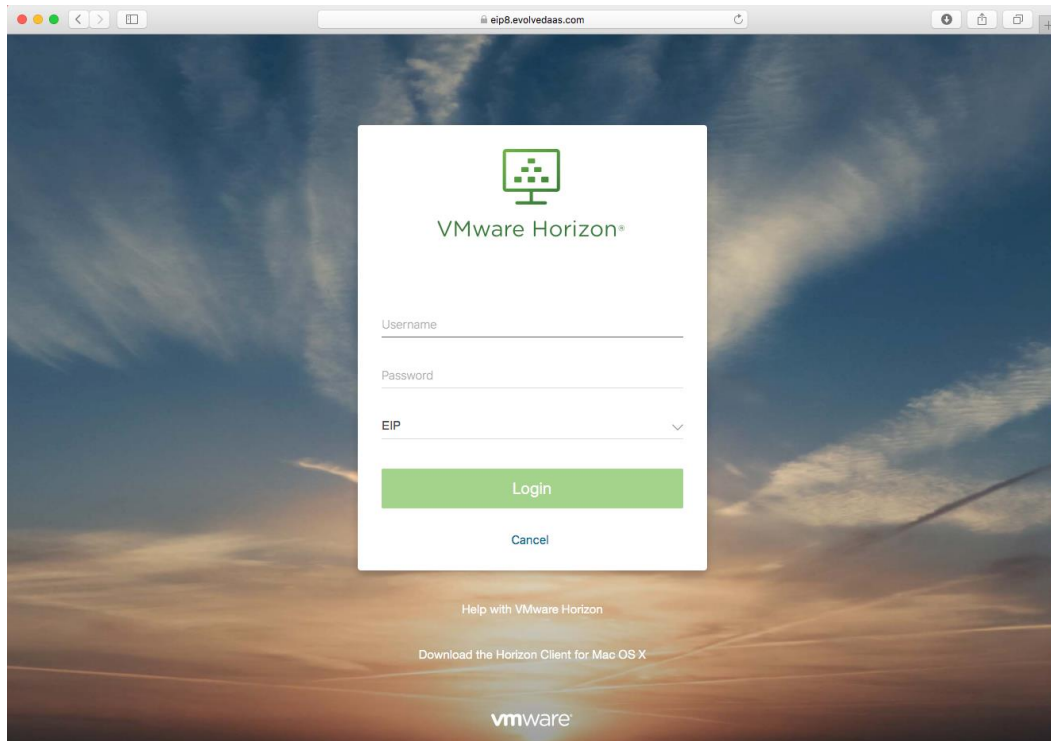 eip8.evolvedaas.com
VMware Horizon®
Username
Password
EIP
Login
Cancel
Help with VMware Horizon
Download the Horizon Client for Mac OS X
vmware®